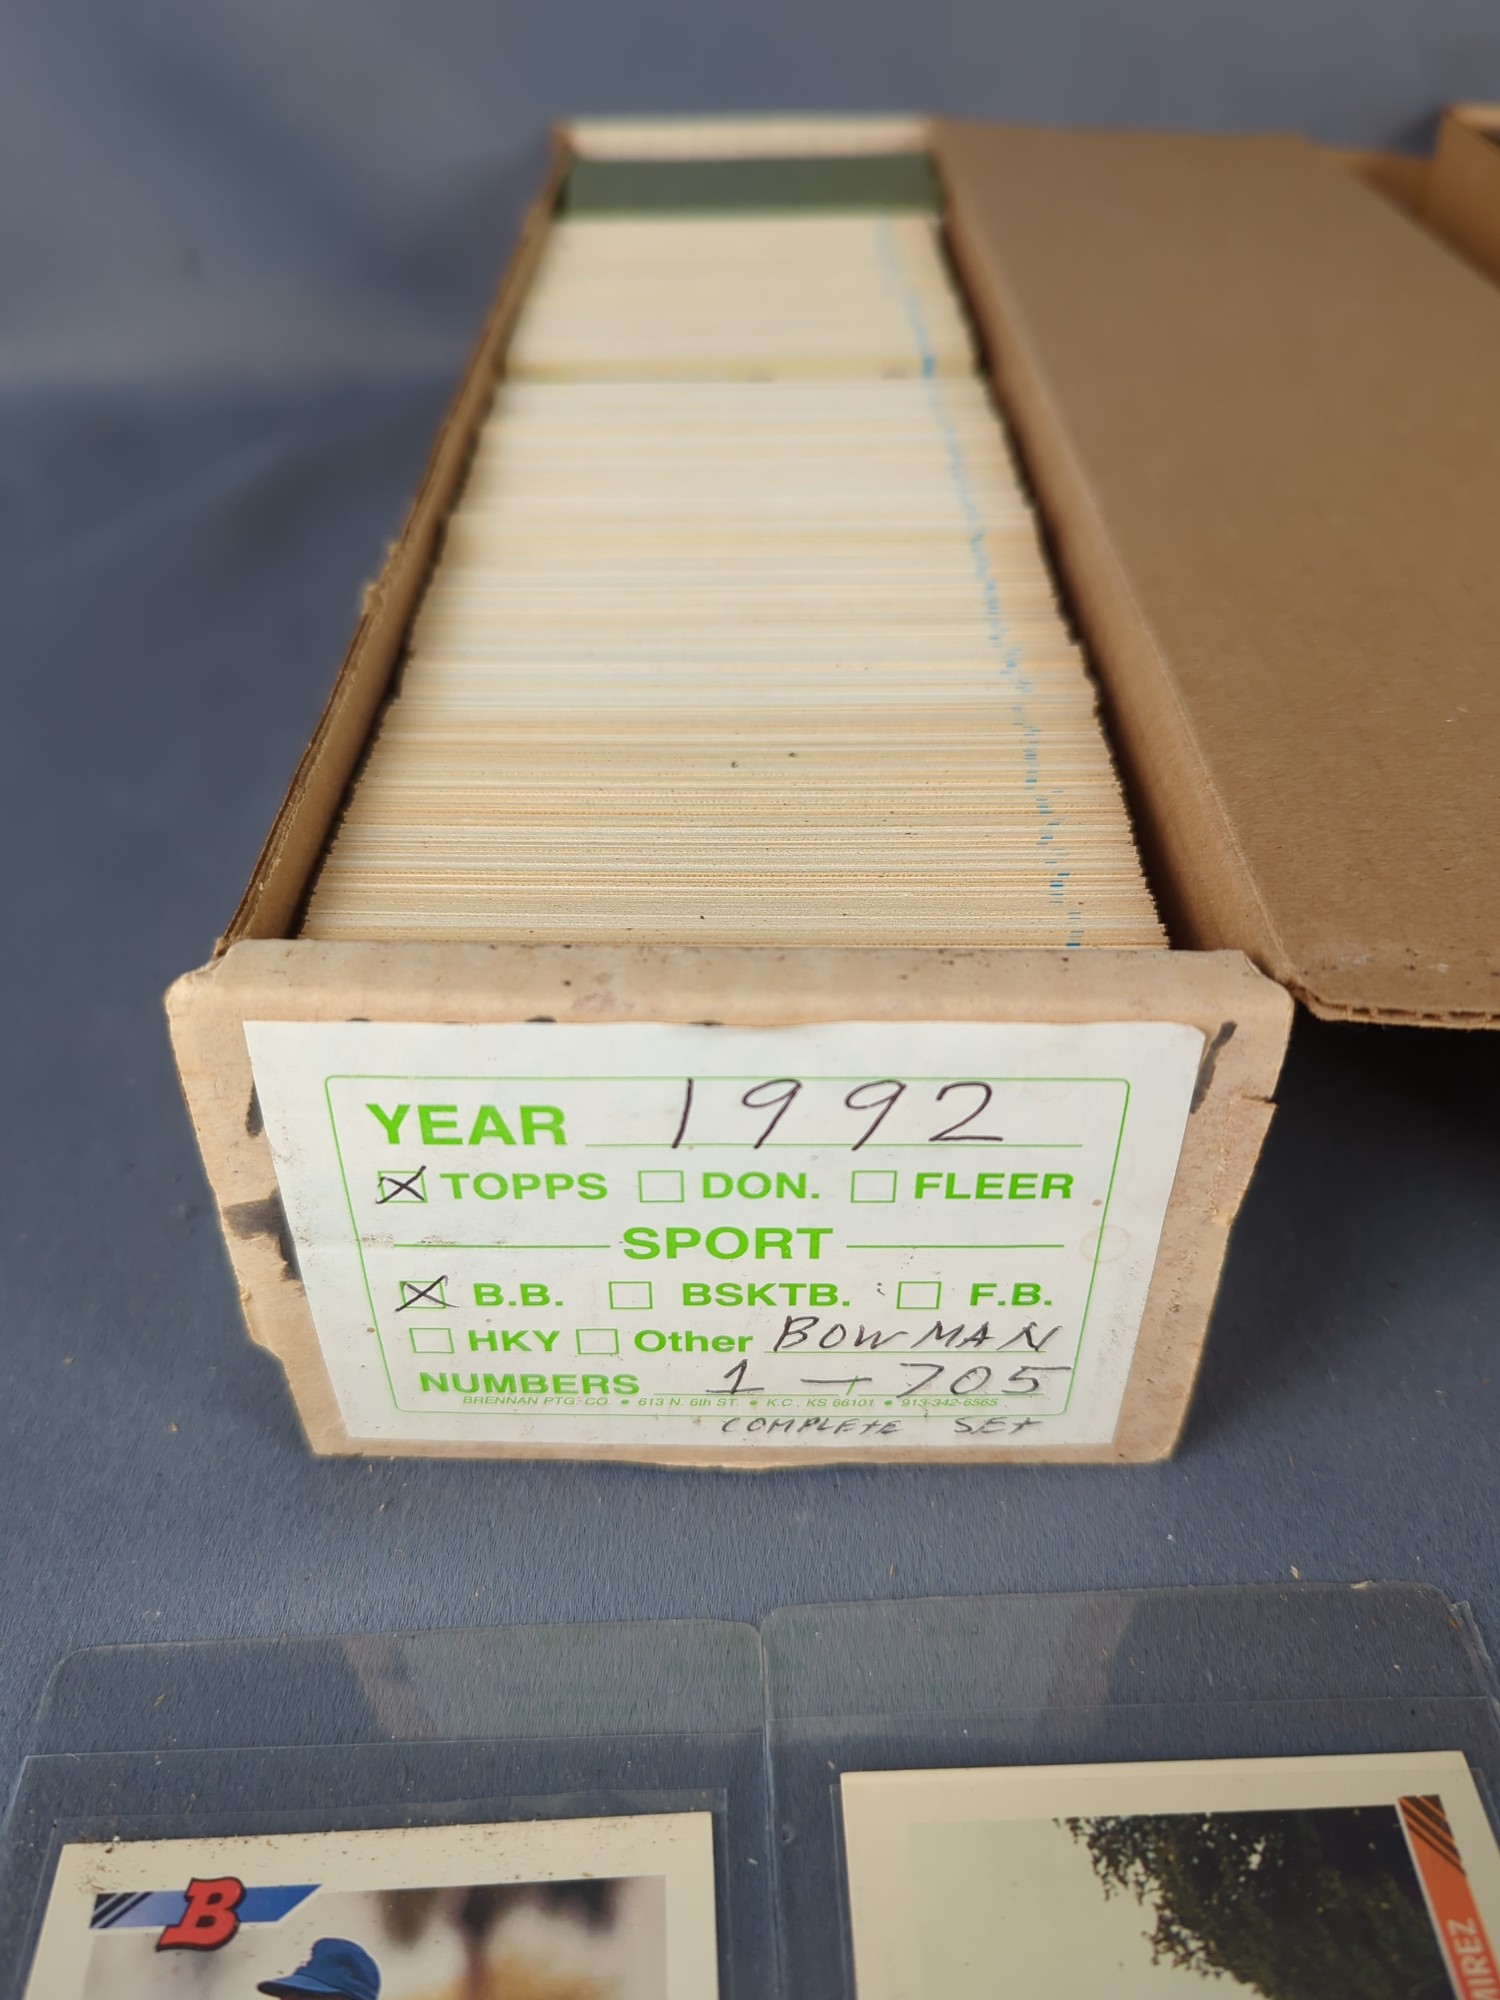 YEAR 1992
TOPPS DON. FLEER
SPORT
B.B. BSKTB. F.B.
HKY Other BOWMAN
NUMBERS 1 - 705
BRENNAN PTG. CO. • 613 N. 6th ST. • K.C., KS 66101 • 913-342-6565
COMPLETE SET
B
MIREZ